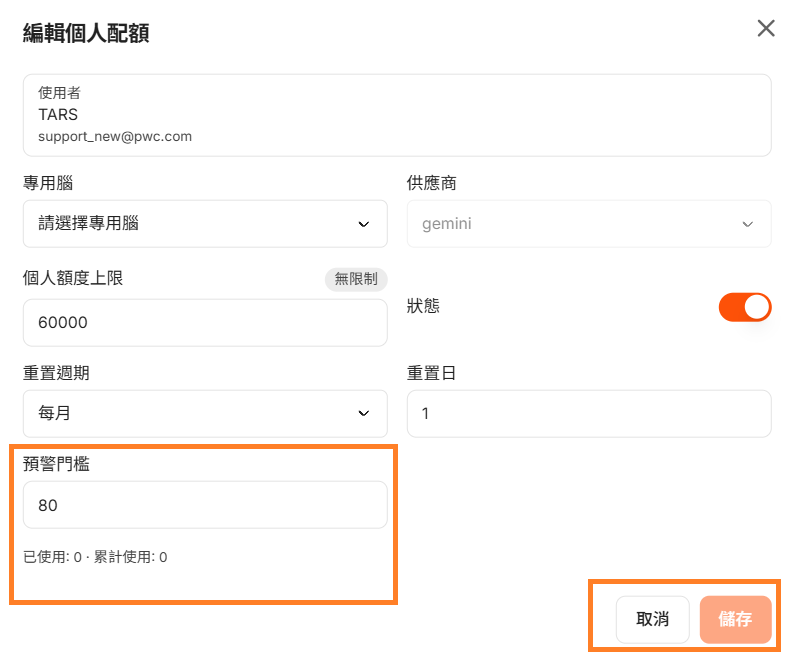 編輯個人配額
使用者
TARS
support_new@pwc.com
專用腦
供應商
請選擇專用腦
gemini
個人額度上限
無限制
60000
狀態
重置週期
重置日
每月
1
預警門檻
80
已使用: 0 · 累計使用: 0
取消
儲存